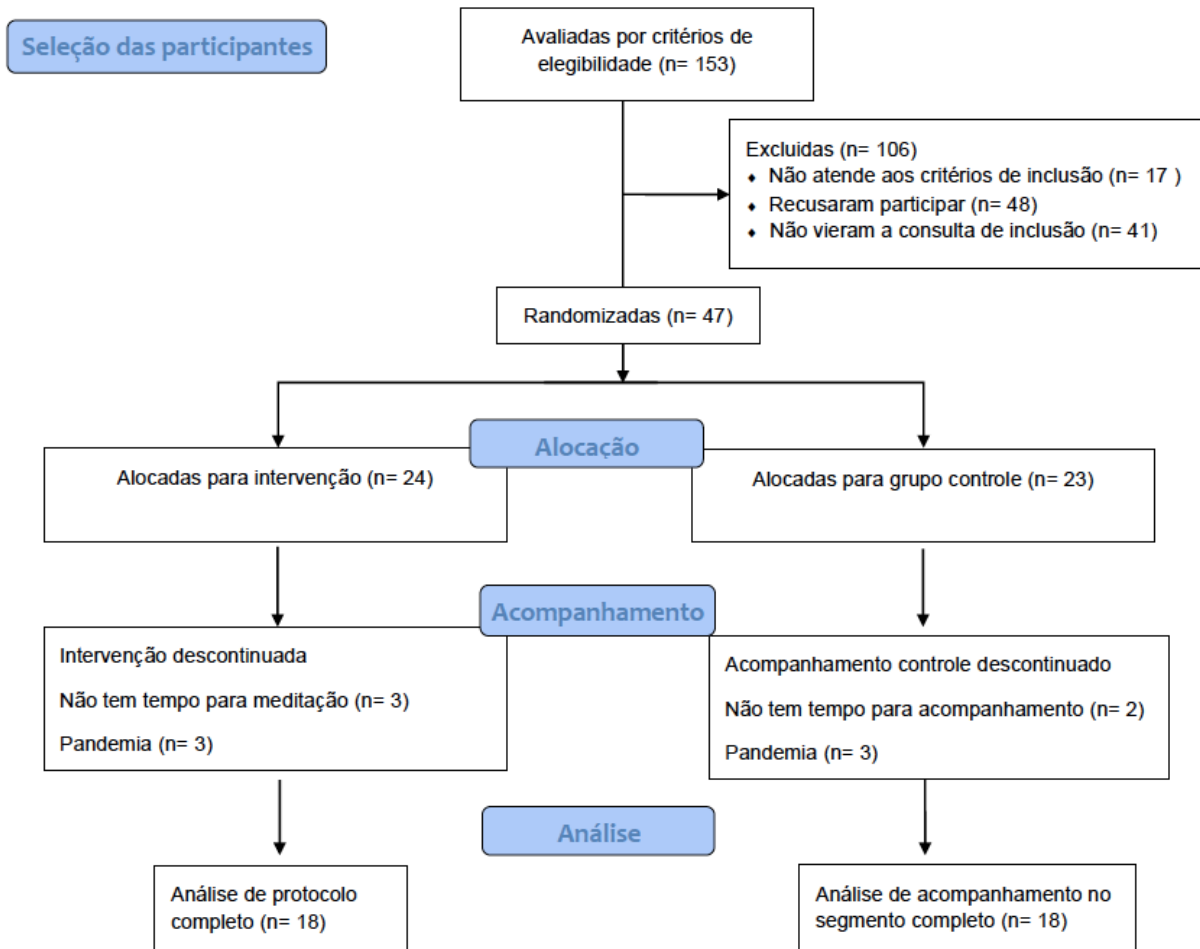 Seleção das participantes
Avaliadas por critérios de
elegibilidade (n= 153)
Excluidas (n= 106)
♦ Não atende aos critérios de inclusão (n= 17 )
♦ Recusaram participar (n= 48)
♦ Não vieram a consulta de inclusão (n= 41)
Randomizadas (n= 47)
Alocação
Alocadas para intervenção (n= 24)
Alocadas para grupo controle (n= 23)
Acompanhamento
Intervenção descontinuada
Não tem tempo para meditação (n= 3)
Pandemia (n= 3)
Acompanhamento controle descontinuado
Não tem tempo para acompanhamento (n= 2)
Pandemia (n= 3)
Análise
Análise de protocolo
completo (n= 18)
Análise de acompanhamento no
segmento completo (n= 18)